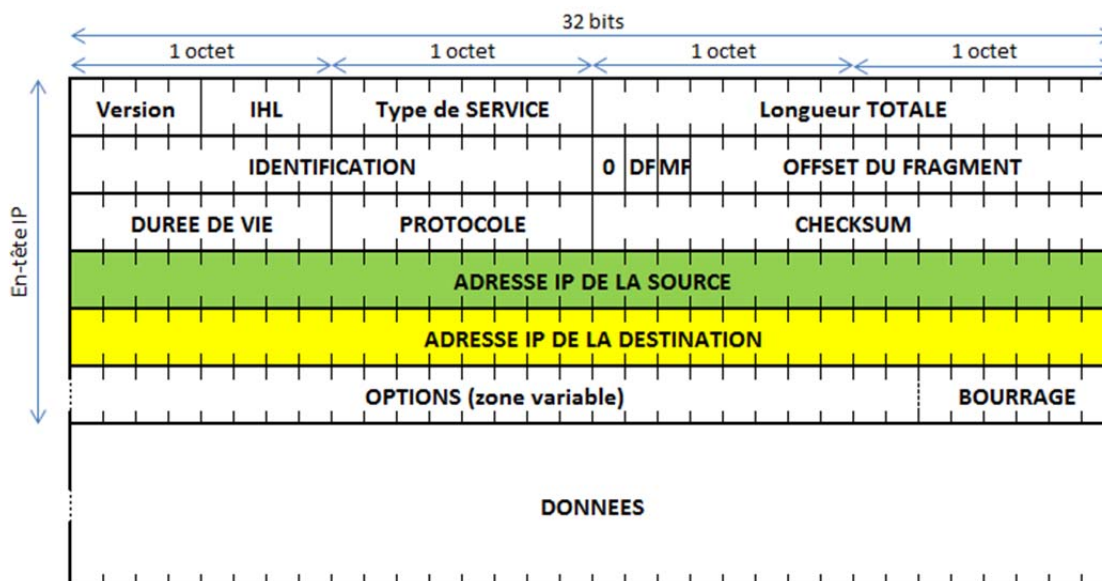 32 bits
1 octet 1 octet 1 octet 1 octet
Version IHL Type de SERVICE Longueur TOTALE
IDENTIFICATION 0 DF MF OFFSET DU FRAGMENT
DUREE DE VIE PROTOCOLE CHECKSUM
En-tête IP
ADRESSE IP DE LA SOURCE
ADRESSE IP DE LA DESTINATION
OPTIONS (zone variable) BOURRAGE
DONNEES